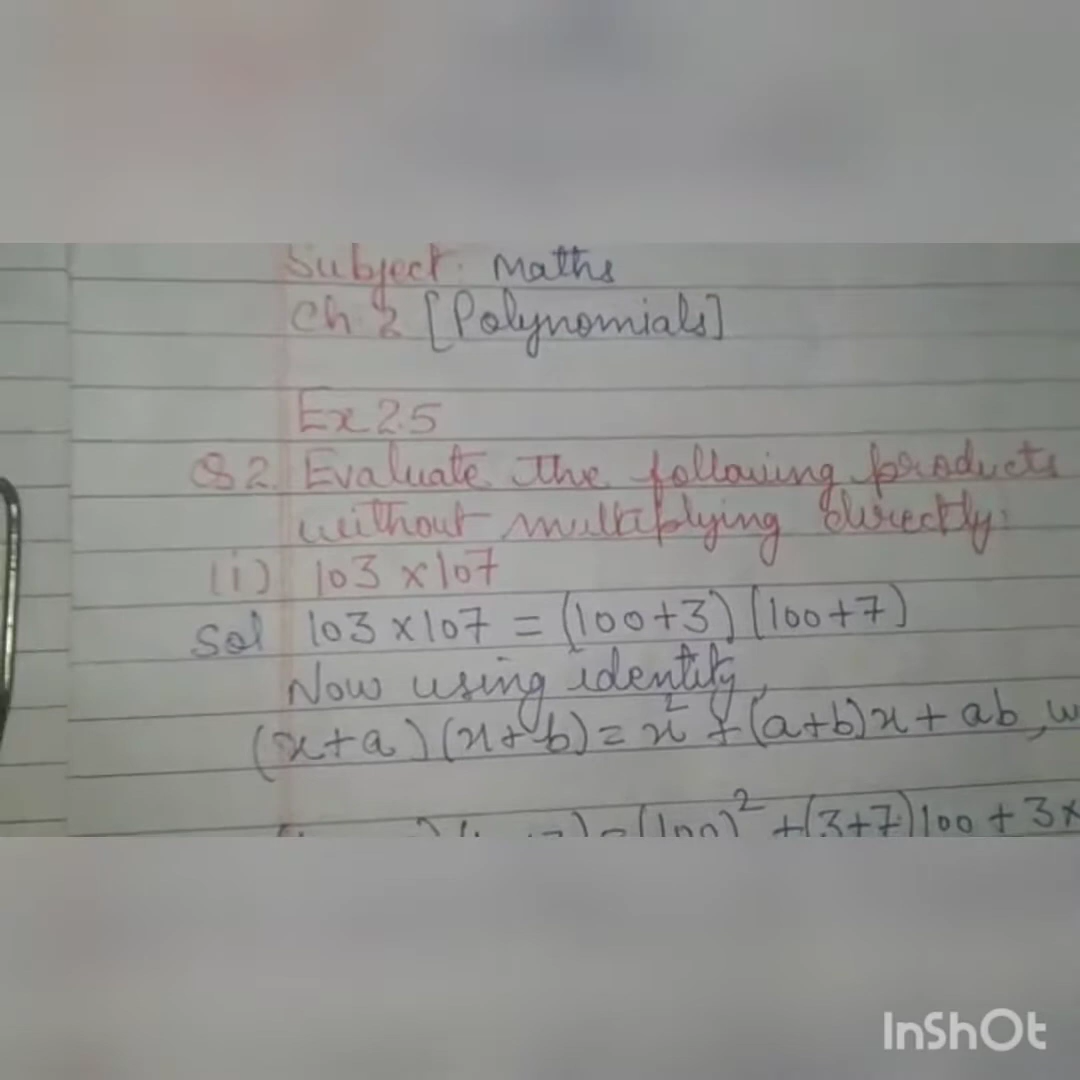 Subject: Maths
Ch. 2 [Polynomials]
Ex 2.5
Q2. Evaluate the following products
without multiplying directly:
(i) 103 × 107
Sol 103 × 107 = (100+3) (100+7)
Now using identity,
(x+a) (x+b) = x² + (a+b)x + ab, w
= (100)² + (3+7)100 + 3×
InShOt